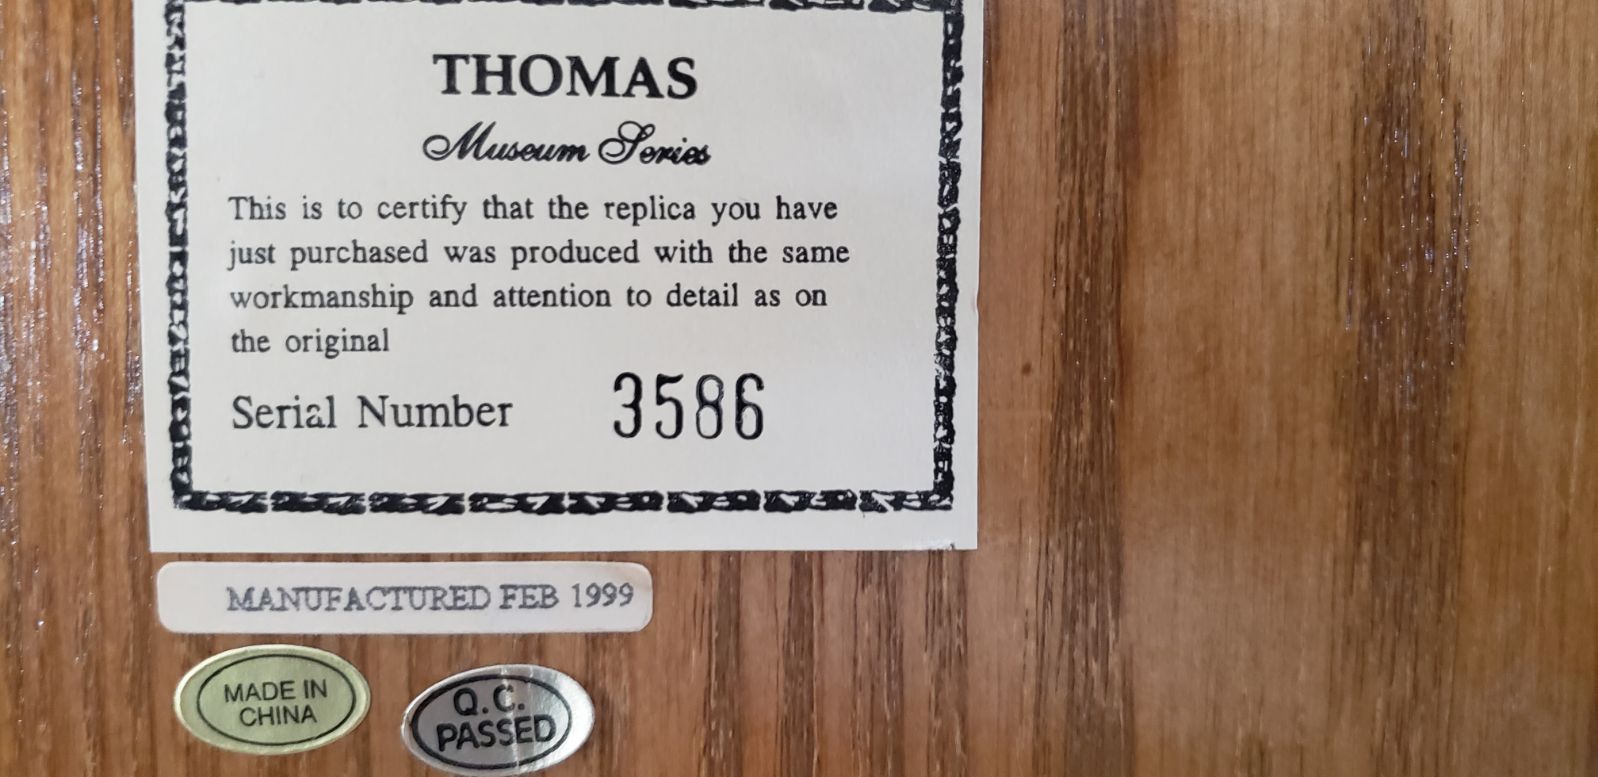 THOMAS
Museum Series
This is to certify that the replica you have
just purchased was produced with the same
workmanship and attention to detail as on
the original
Serial Number 3586
MANUFACTURED FEB 1999
MADE IN
CHINA
Q.C.
PASSED